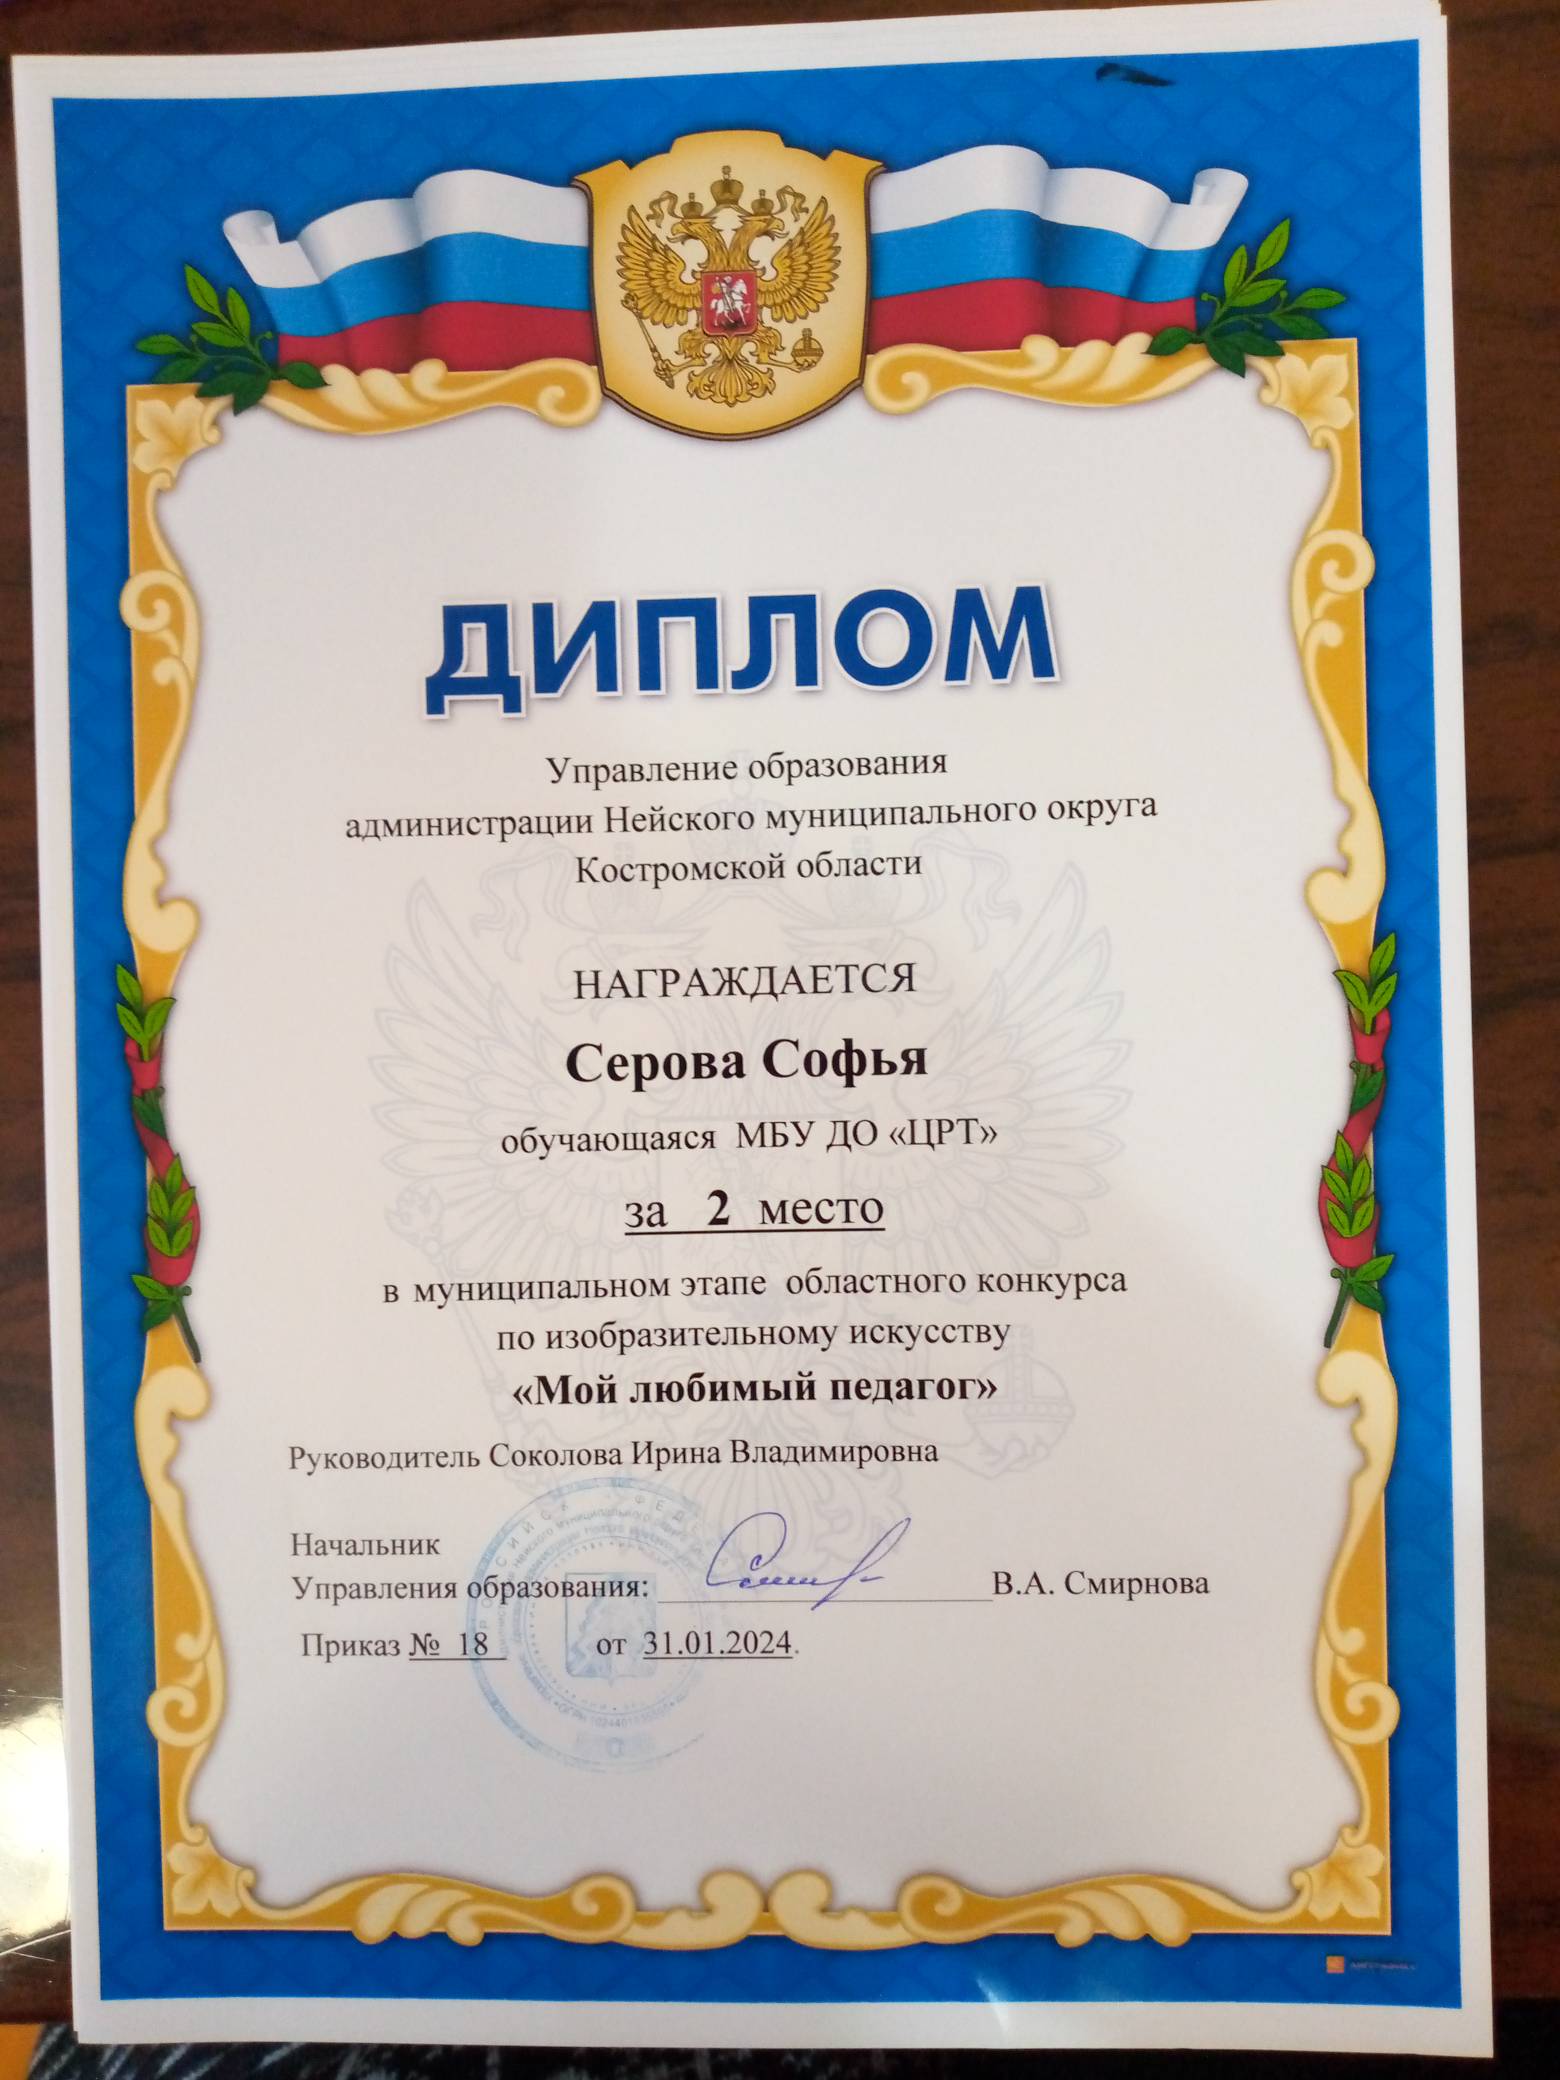 ДИПЛОМ
Управление образования
администрации Нейского муниципального округа
Костромской области
НАГРАЖДАЕТСЯ
Серова Софья
обучающаяся МБУ ДО «ЦРТ»
за 2 место
в муниципальном этапе областного конкурса
по изобразительному искусству
«Мой любимый педагог»
Руководитель Соколова Ирина Владимировна
Начальник
Управления образования: ____________________В.А. Смирнова
Приказ № 18 от 31.01.2024.